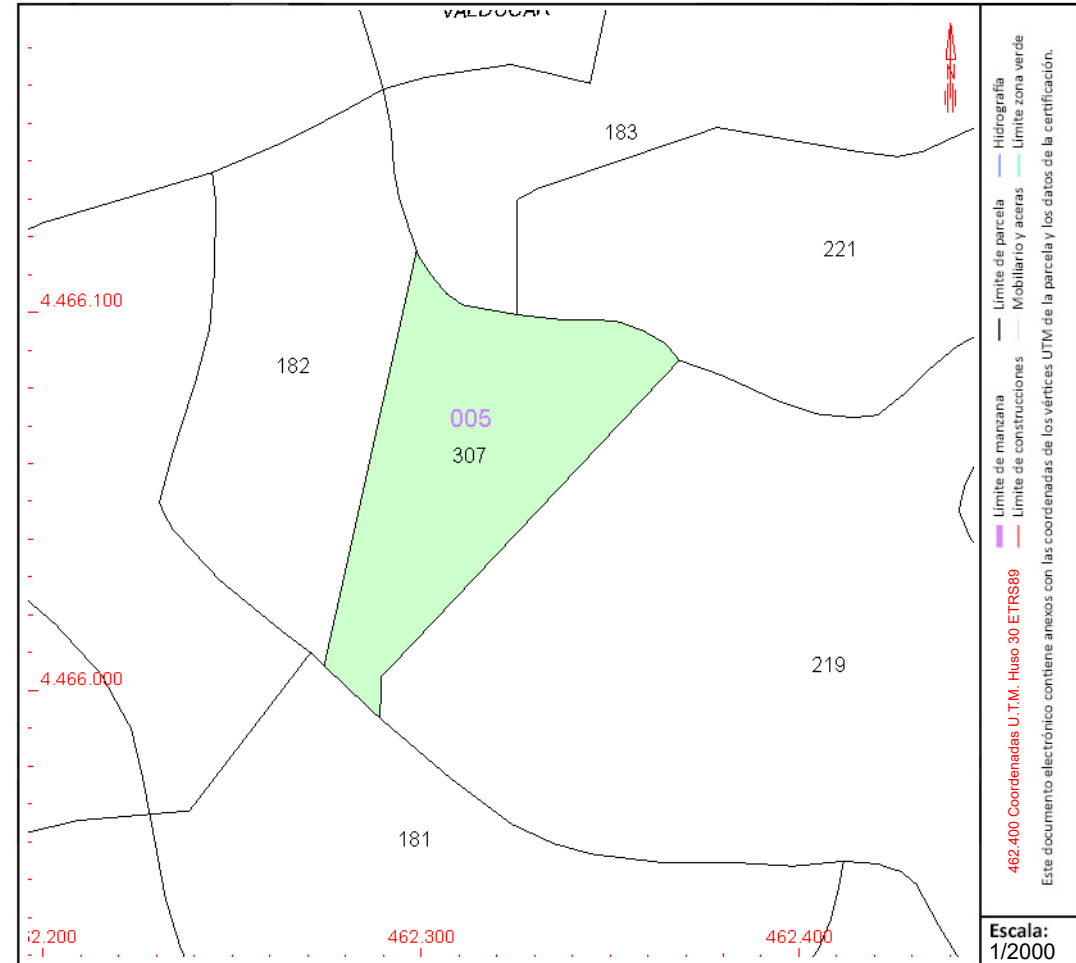 VALDUCAR
183
221
4.466.100
182
005
307
4.466.000
219
181
462.300
462.400
N
Hidrografía
Límite zona verde
Límite de parcela
Mobiliario y aceras
Límite de manzana
Límite de construcciones
462.400 Coordenadas U.T.M. Huso 30 ETRS89
Este documento electrónico contiene anexos con las coordenadas de los vértices UTM de la parcela y los datos de la certificación.
Escala:
1/2000